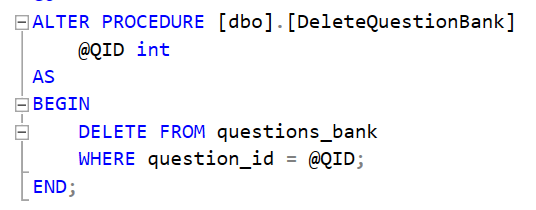 ALTER PROCEDURE [dbo].[DeleteQuestionBank]
@QID int
AS
BEGIN
DELETE FROM questions_bank
WHERE question_id = @QID;
END;